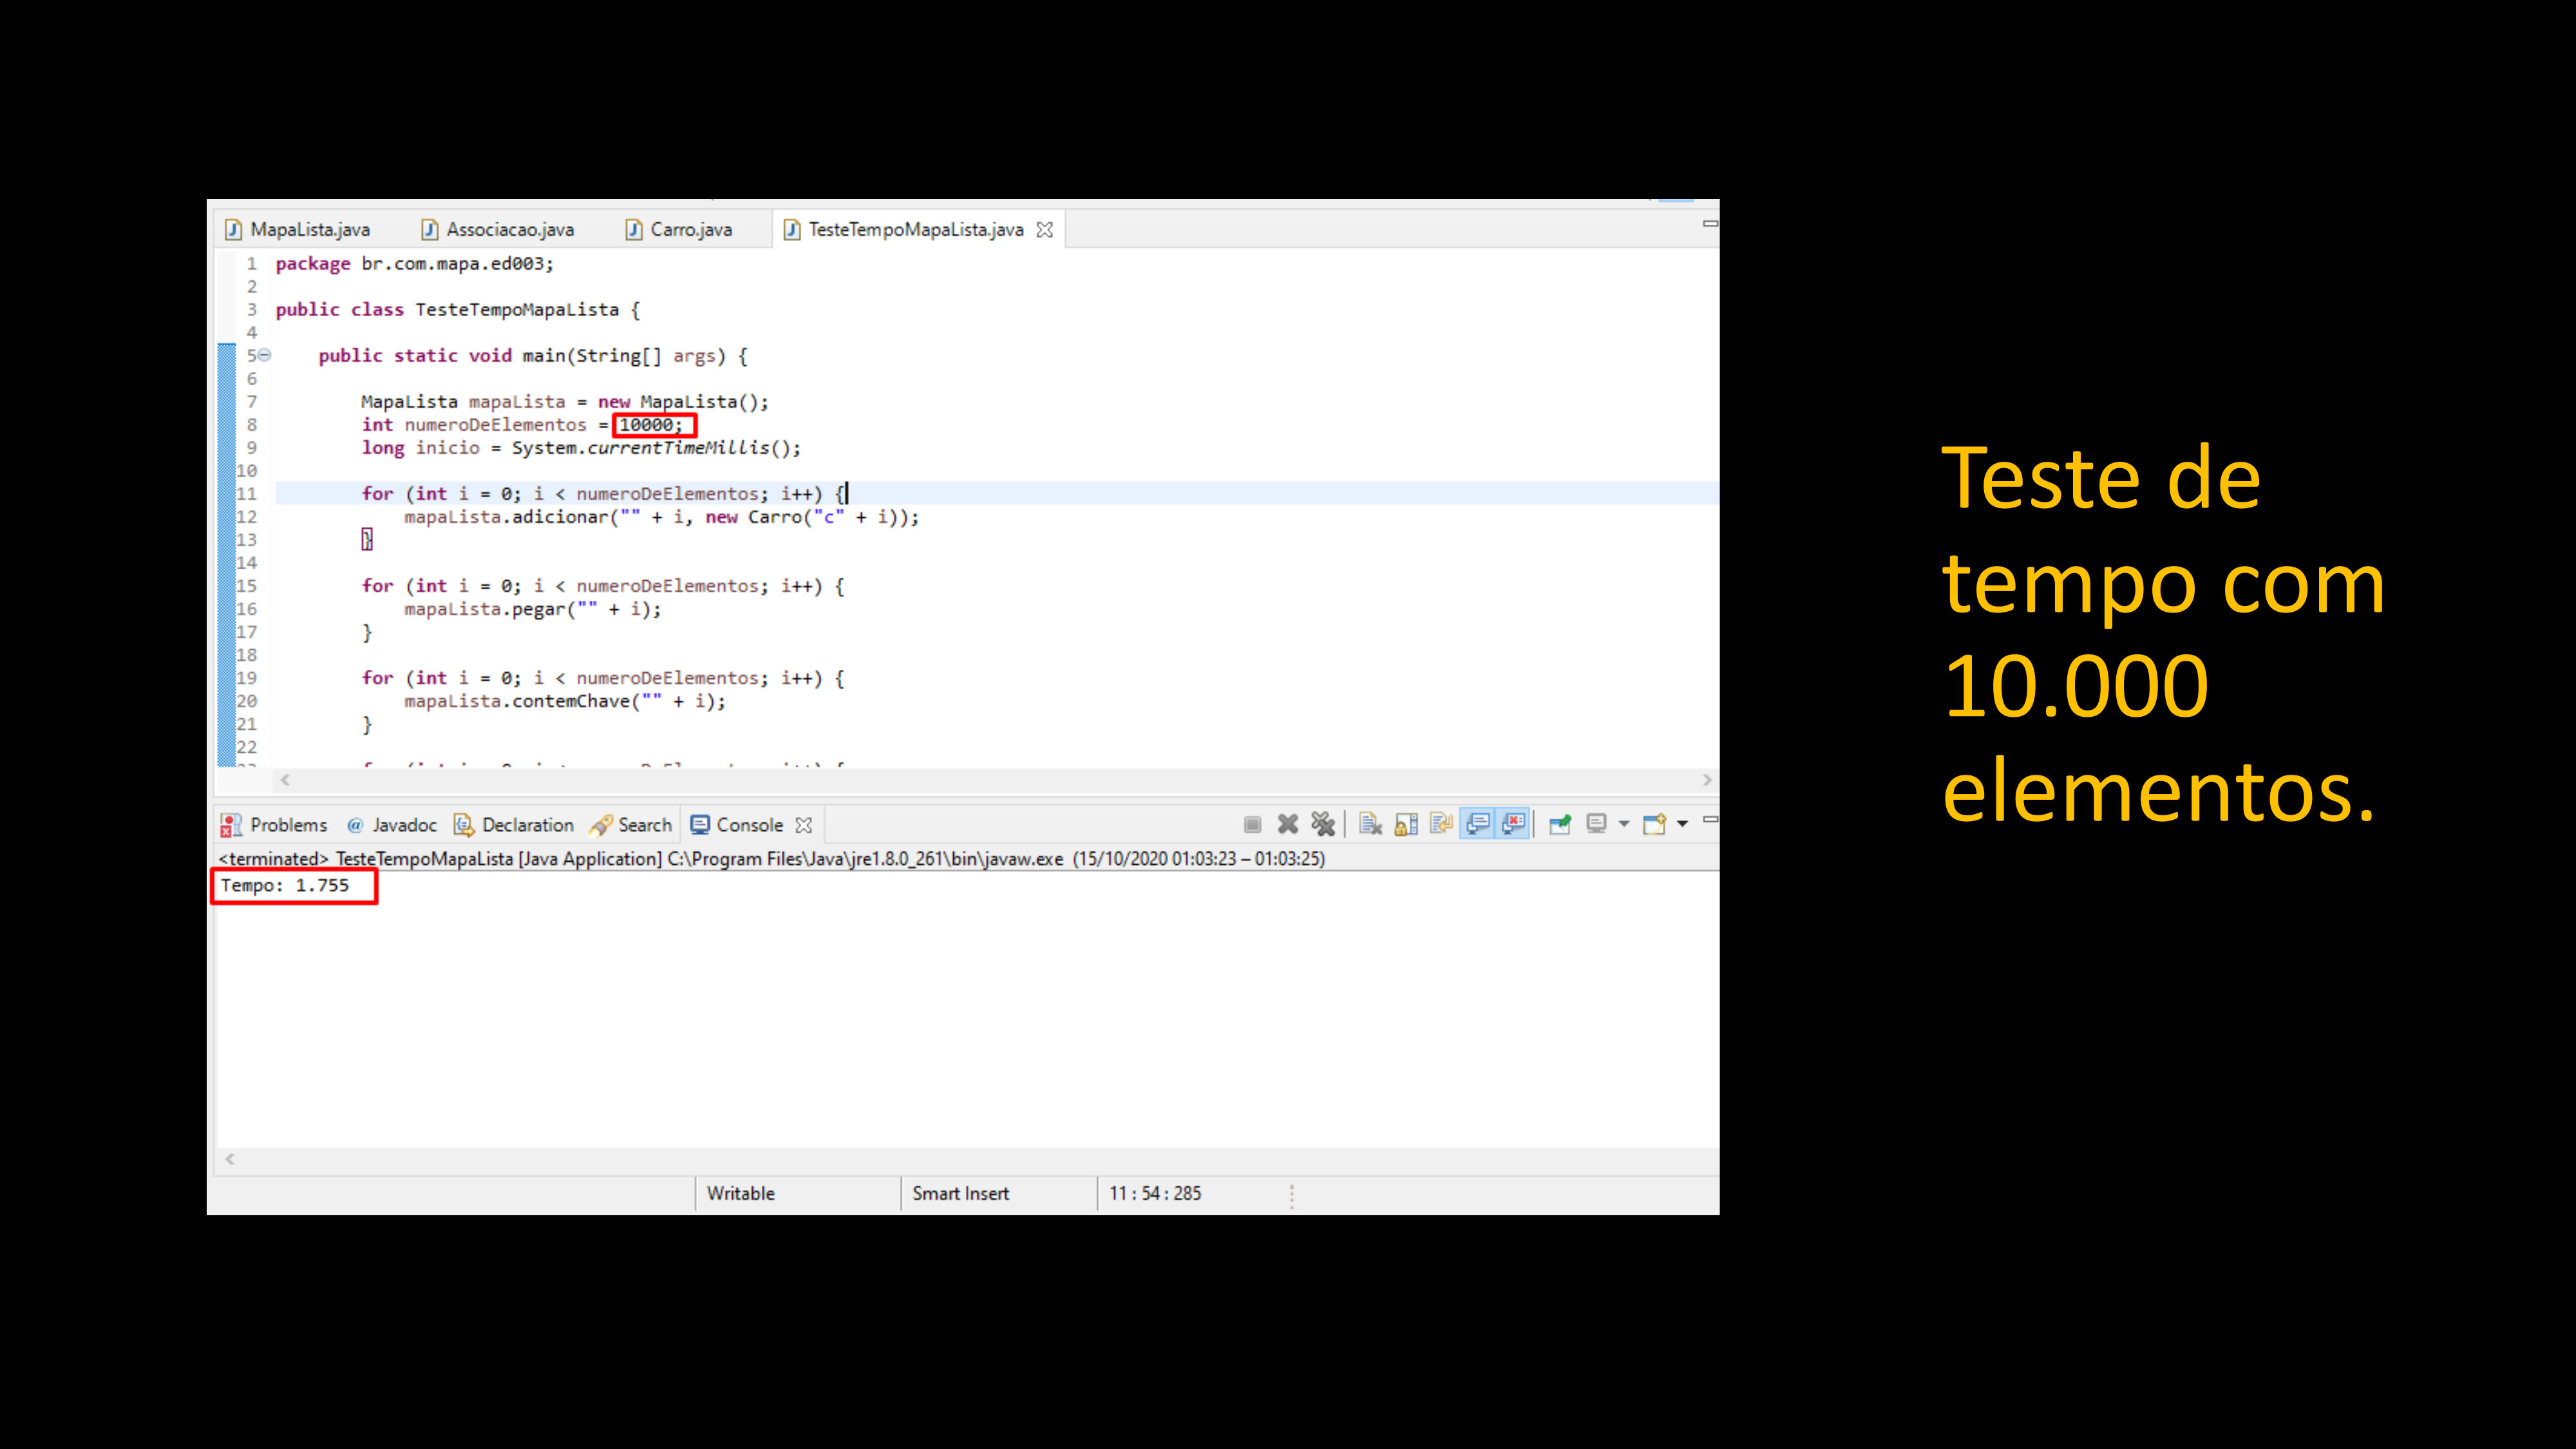 MapaLista.java Associacao.java Carro.java TesteTempoMapaLista.java
1 package br.com.mapa.ed003;
2
3 public class TesteTempoMapaLista {
4
5 public static void main(String[] args) {
6
7 MapaLista mapaLista = new MapaLista();
8 int numeroDeElementos = 10000;
9 long inicio = System.currentTimeMillis();
10
11 for (int i = 0; i < numeroDeElementos; i++) {
12 mapaLista.adicionar("" + i, new Carro("c" + i));
13 }
14
15 for (int i = 0; i < numeroDeElementos; i++) {
16 mapaLista.pegar("" + i);
17 }
18
19 for (int i = 0; i < numeroDeElementos; i++) {
20 mapaLista.contemChave("" + i);
21 }
22
Problems @ Javadoc Declaration Search Console
<terminated> TesteTempoMapaLista [Java Application] C:\Program Files\Java\jre1.8.0_261\bin\javaw.exe (15/10/2020 01:03:23 – 01:03:25)
Tempo: 1.755
Writable Smart Insert 11 : 54 : 285
Teste de
tempo com
10.000
elementos.